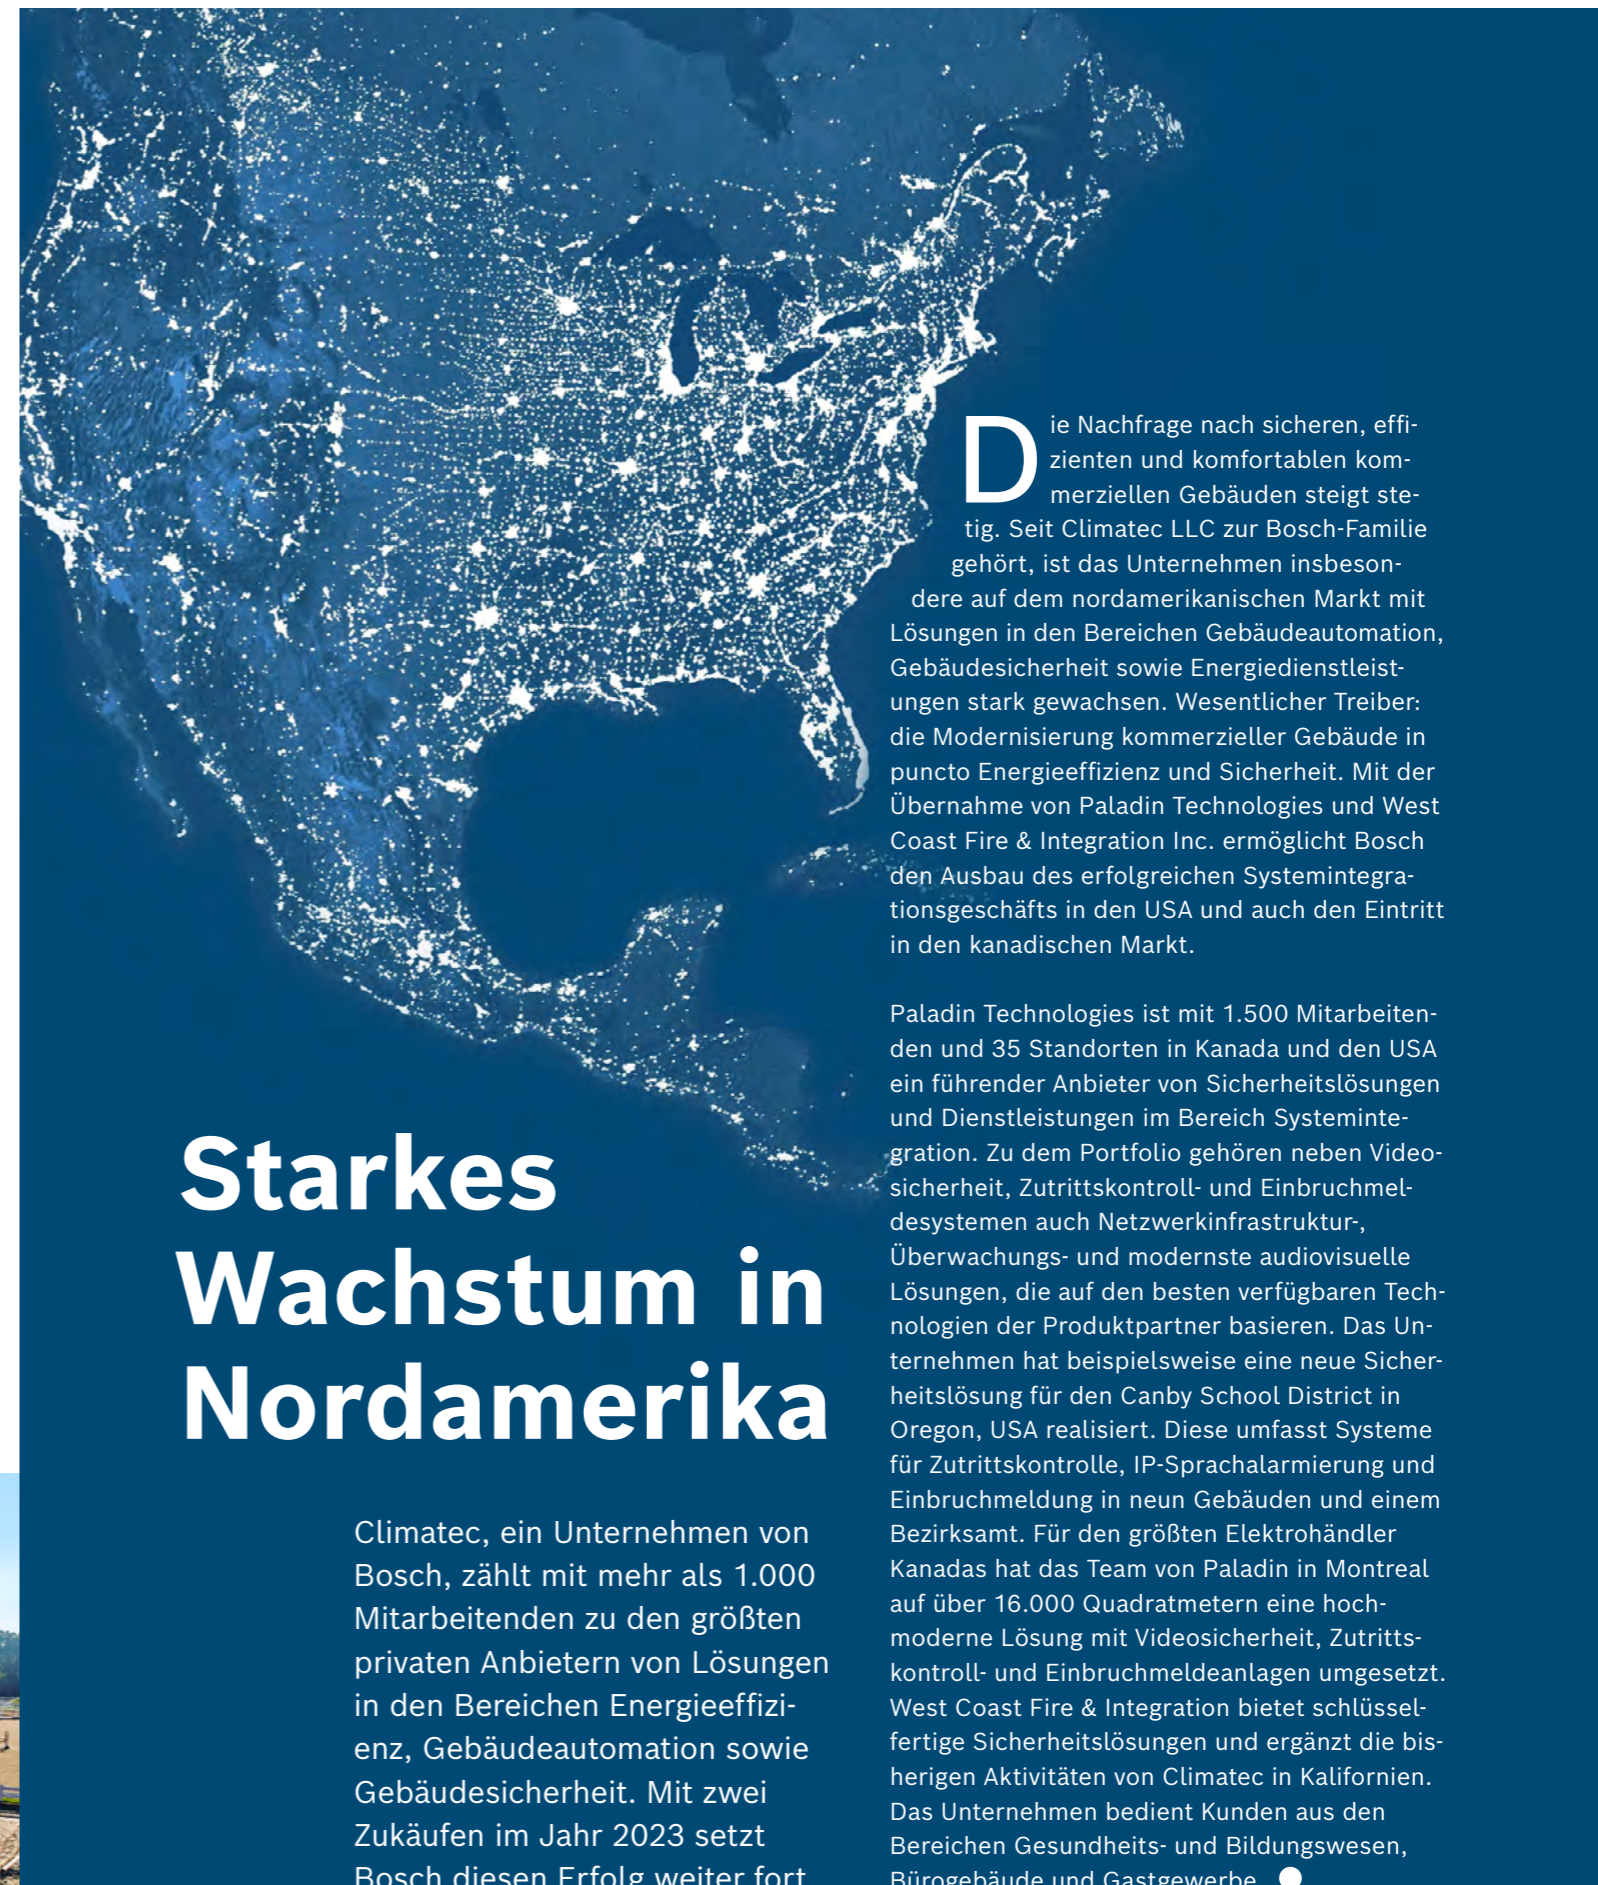 Starkes
Wachstum in
Nordamerika
Climatec, ein Unternehmen von
Bosch, zählt mit mehr als 1.000
Mitarbeitenden zu den größten
privaten Anbietern von Lösungen
in den Bereichen Energieeffizi-
enz, Gebäudeautomation sowie
Gebäudesicherheit. Mit zwei
Zukäufen im Jahr 2023 setzt
Bosch diesen Erfolg weiter fort
Die Nachfrage nach sicheren, effi-
zienten und komfortablen kom-
merziellen Gebäuden steigt ste-
tig. Seit Climatec LLC zur Bosch-Familie
gehört, ist das Unternehmen insbeson-
dere auf dem nordamerikanischen Markt mit
Lösungen in den Bereichen Gebäudeautomation,
Gebäudesicherheit sowie Energiedienstleist-
ungen stark gewachsen. Wesentlicher Treiber:
die Modernisierung kommerzieller Gebäude in
puncto Energieeffizienz und Sicherheit. Mit der
Übernahme von Paladin Technologies und West
Coast Fire & Integration Inc. ermöglicht Bosch
den Ausbau des erfolgreichen Systemintegra-
tionsgeschäfts in den USA und auch den Eintritt
in den kanadischen Markt.
Paladin Technologies ist mit 1.500 Mitarbeiten-
den und 35 Standorten in Kanada und den USA
ein führender Anbieter von Sicherheitslösungen
und Dienstleistungen im Bereich Systeminte-
gration. Zu dem Portfolio gehören neben Video-
sicherheit, Zutrittskontroll- und Einbruchmel-
desystemen auch Netzwerkinfrastruktur-,
Überwachungs- und modernste audiovisuelle
Lösungen, die auf den besten verfügbaren Tech-
nologien der Produktpartner basieren. Das Un-
ternehmen hat beispielsweise eine neue Sicher-
heitslösung für den Canby School District in
Oregon, USA realisiert. Diese umfasst Systeme
für Zutrittskontrolle, IP-Sprachalarmierung und
Einbruchmeldung in neun Gebäuden und einem
Bezirksamt. Für den größten Elektrohändler
Kanadas hat das Team von Paladin in Montreal
auf über 16.000 Quadratmetern eine hoch-
moderne Lösung mit Videosicherheit, Zutritts-
kontroll- und Einbruchmeldeanlagen umgesetzt.
West Coast Fire & Integration bietet schlüssel-
fertige Sicherheitslösungen und ergänzt die bis-
herigen Aktivitäten von Climatec in Kalifornien.
Das Unternehmen bedient Kunden aus den
Bereichen Gesundheits- und Bildungswesen,
Bürogebäude und Gastgewerbe.